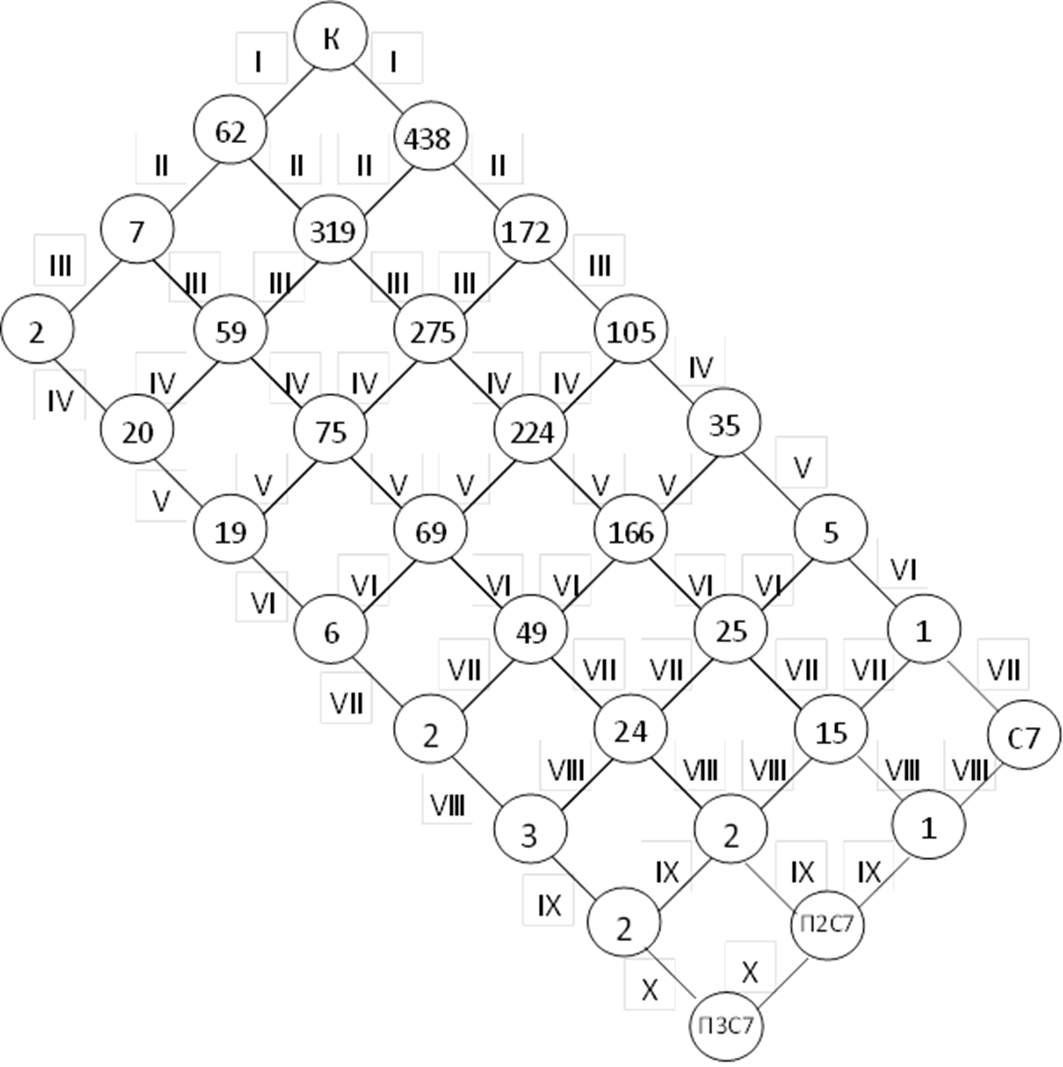 К
I I
62 438
II II II II
7 319 172
III III III III III III
2 59 275 105
IV IV IV IV IV IV IV
20 75 224 35
V V V V V V V
19 69 166 5
VI VI VI VI VI VI VI
6 49 25 1
VII VII VII VII VII VII VII
2 24 15 С7
VIII VIII VIII VIII VIII VIII
3 2 1
IX IX IX IX
2 П2С7
X X
П3С7